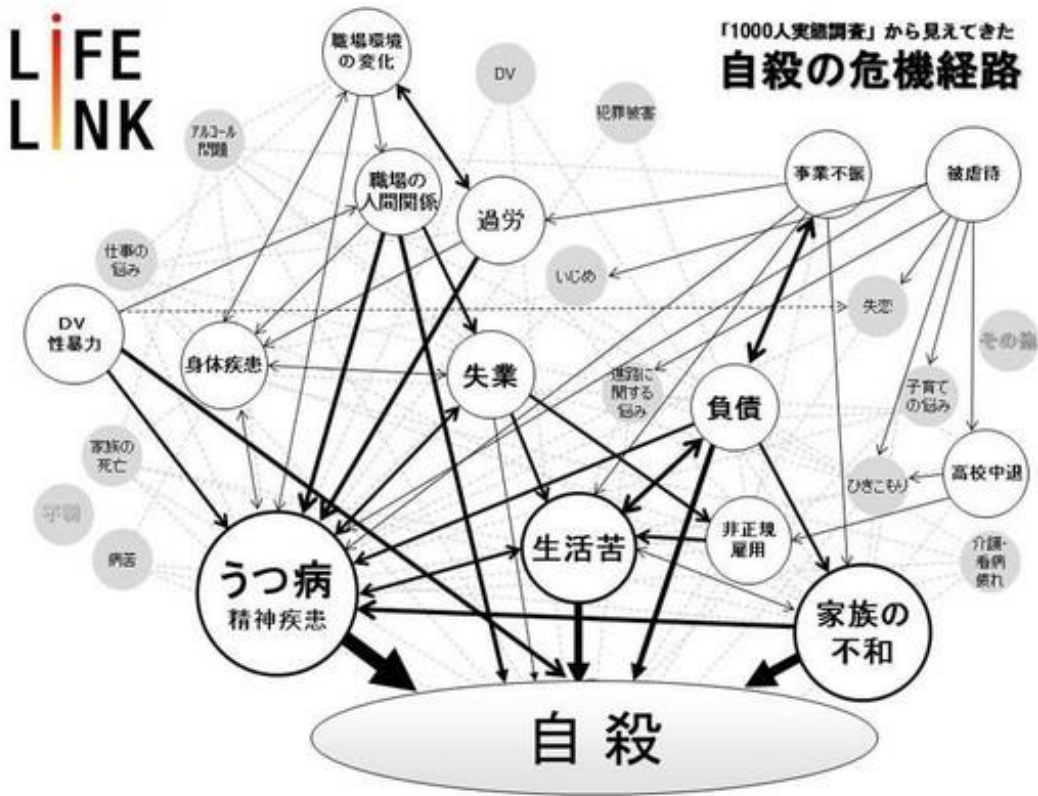 LiFE
LiNK
「1000人実態調査」から見えてきた
自殺の危機経路
職場環境
の変化
DV
犯罪被害
アルコール
問題
職場の
人間関係
過労
事業不振
被虐待
仕事の
悩み
いじめ
失恋
DV
性暴力
身体疾患
失業
進路に
関する
悩み
負債
その他
子育て
の悩み
家族の
死亡
ひきこもり
高校中退
不明
病苦
うつ病
精神疾患
生活苦
非正規
雇用
介護・
看病
疲れ
家族の
不和
自殺